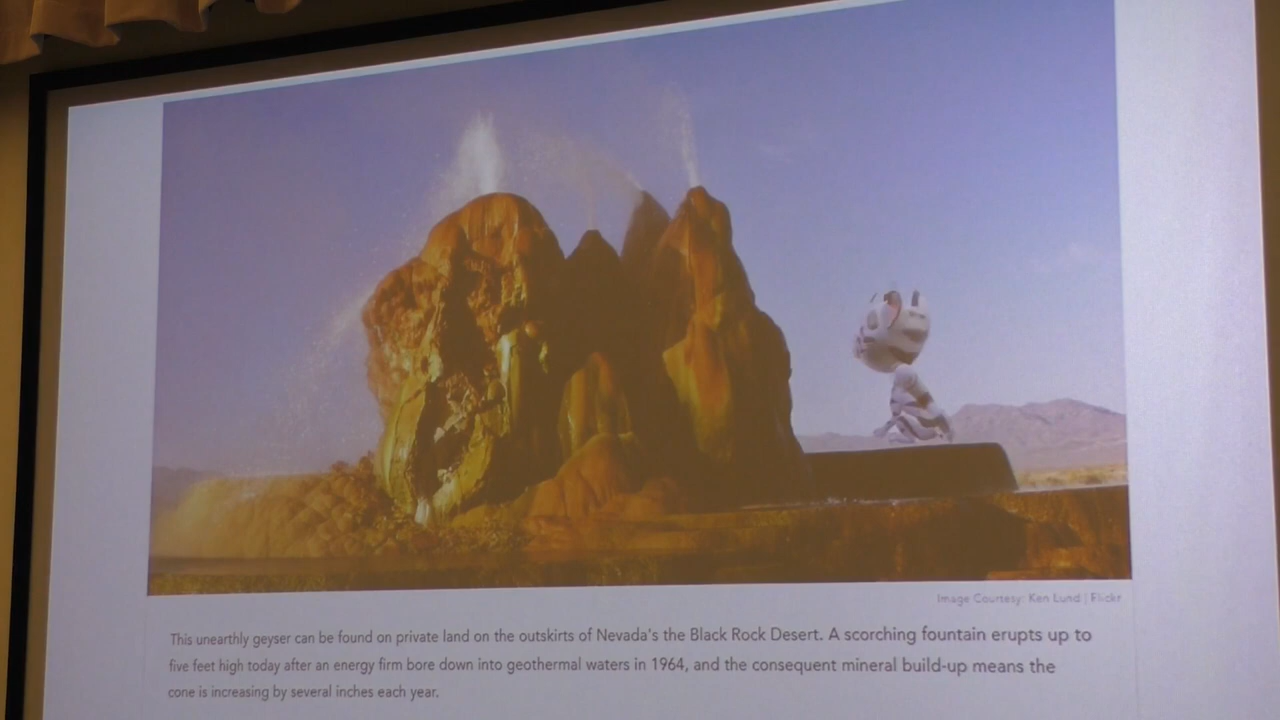 Image Courtesy: Ken Lund | Flickr
This unearthly geyser can be found on private land on the outskirts of Nevada's the Black Rock Desert. A scorching fountain erupts up to
five feet high today after an energy firm bore down into geothermal waters in 1964, and the consequent mineral build-up means the
cone is increasing by several inches each year.